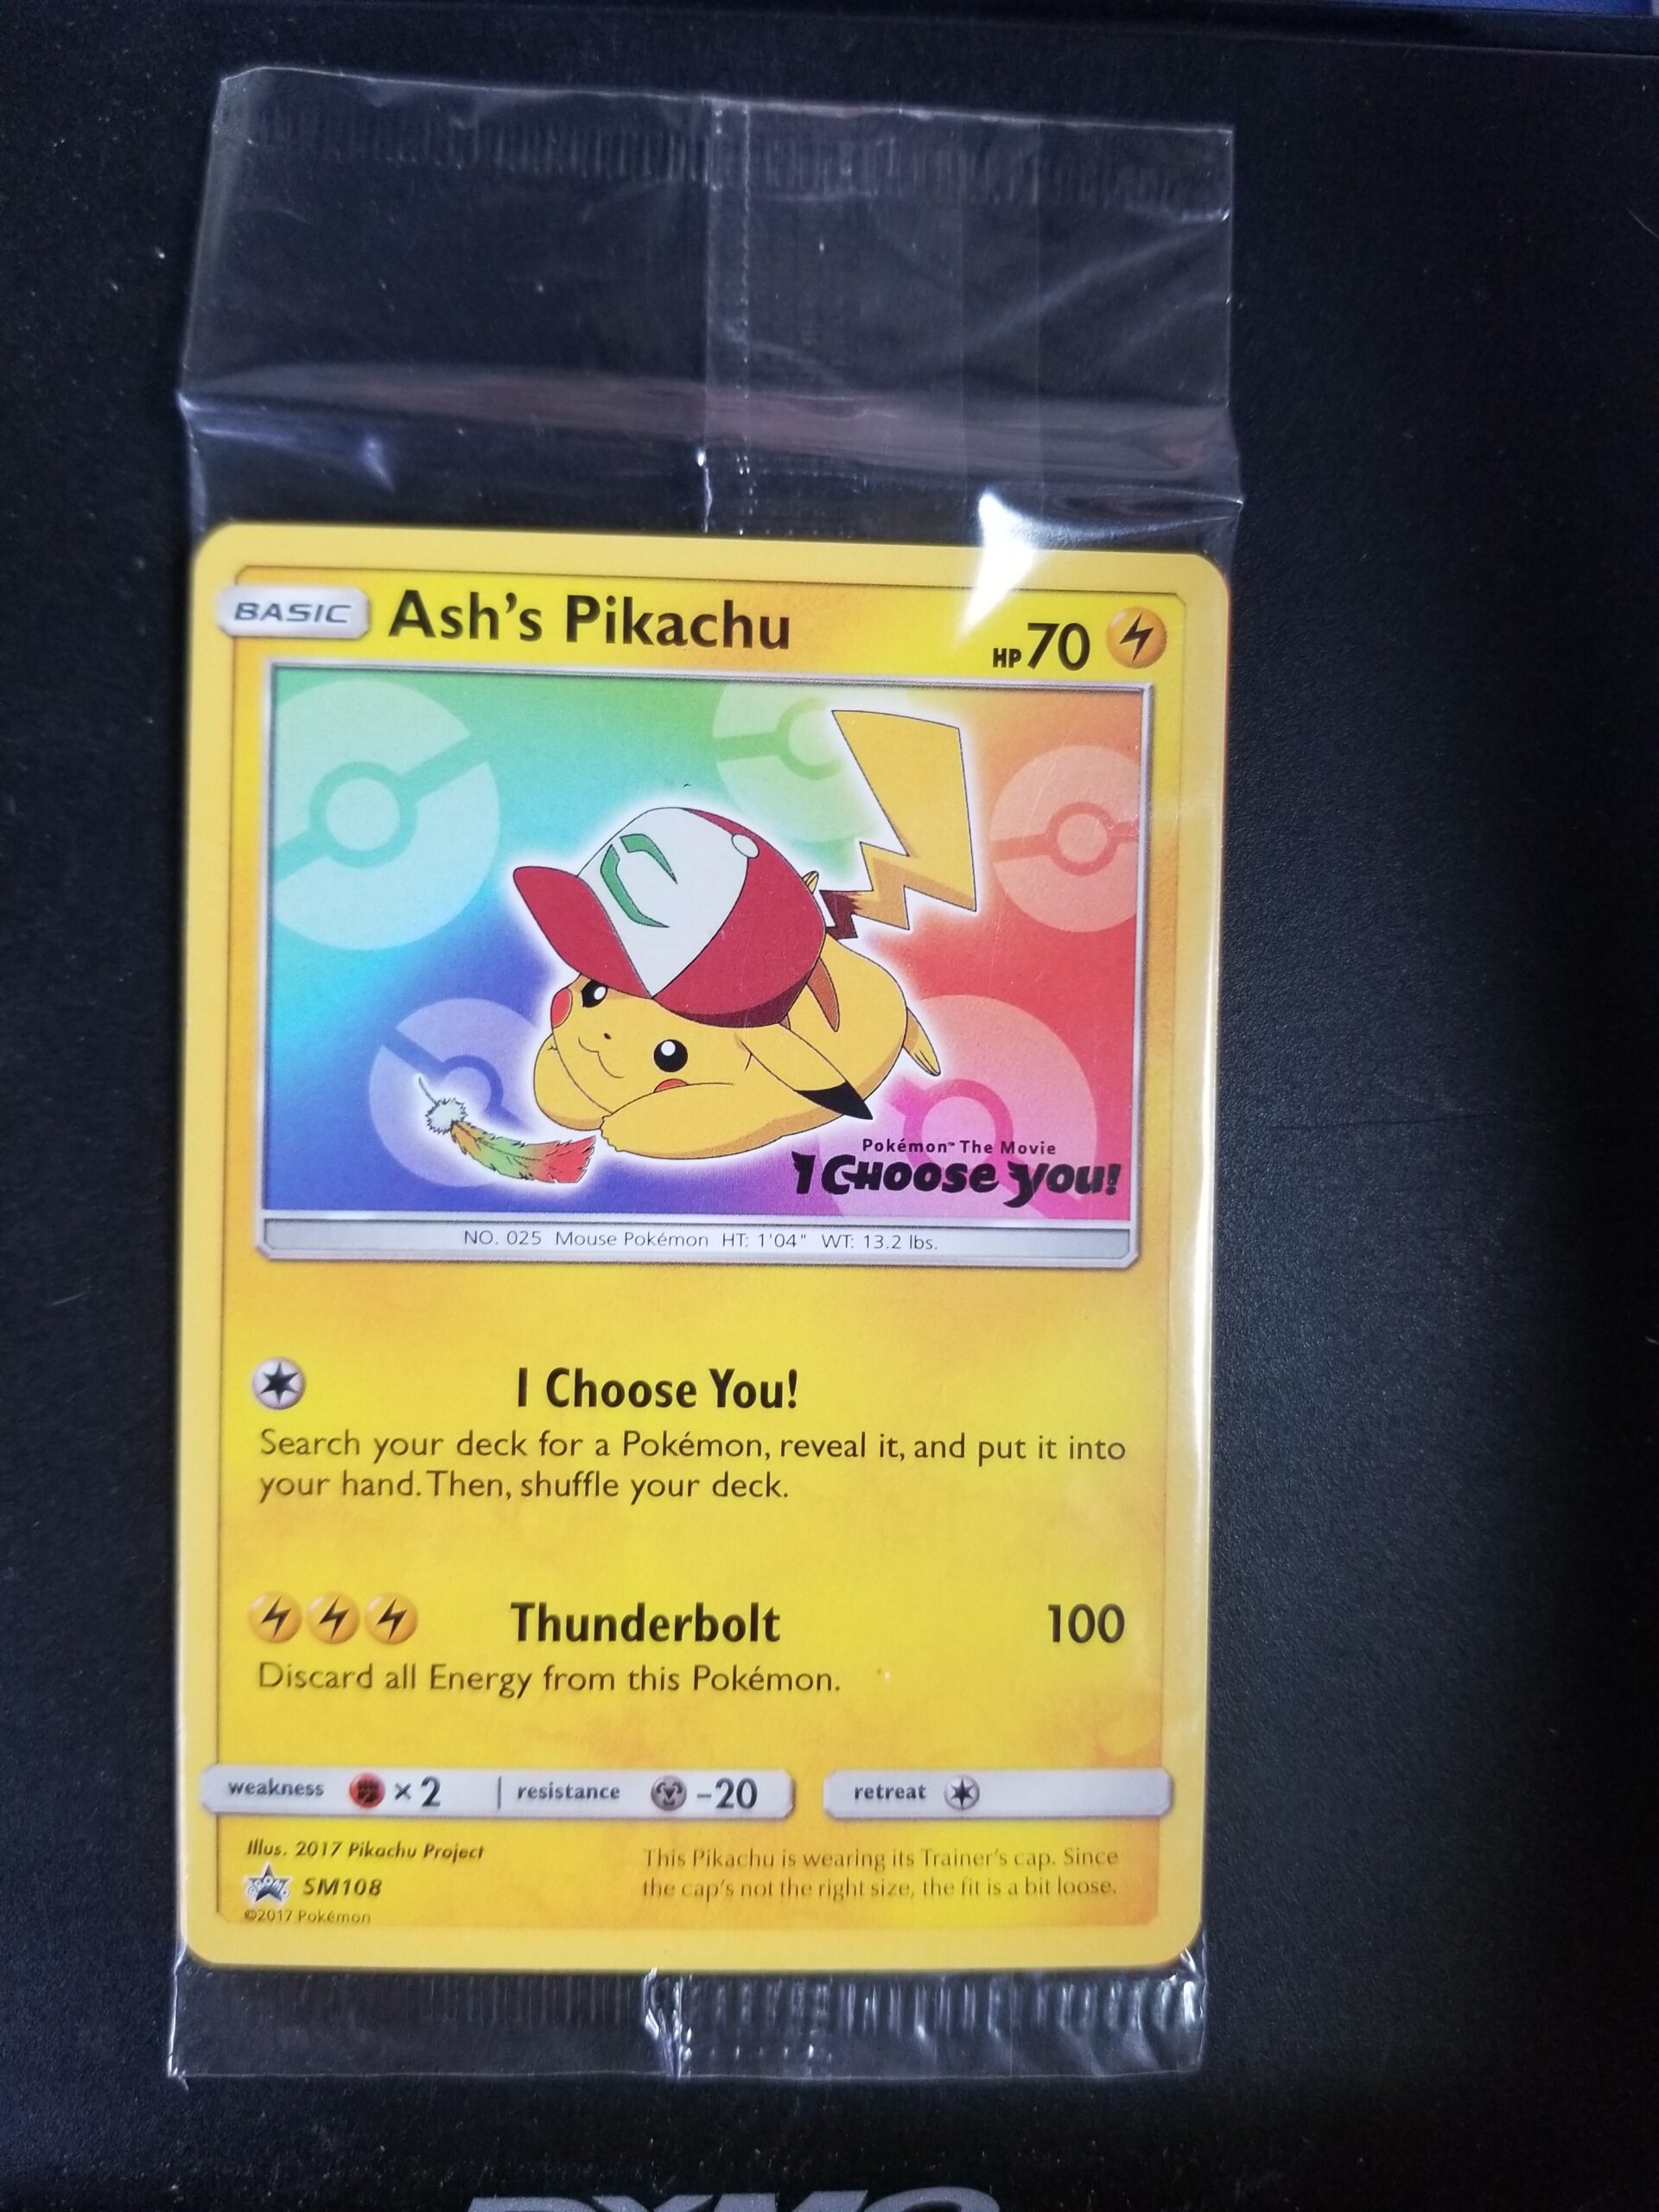 BASIC
Ash's Pikachu
HP 70
Pokémon™ The Movie
I Choose you!
NO. 025 Mouse Pokémon HT: 1'04" WT: 13.2 lbs.
I Choose You!
Search your deck for a Pokémon, reveal it, and put it into
your hand. Then, shuffle your deck.
Thunderbolt 100
Discard all Energy from this Pokémon.
weakness ×2 | resistance -20 retreat
Illus. 2017 Pikachu Project
This Pikachu is wearing its Trainer's cap. Since
the cap's not the right size, the fit is a bit loose.
SM108
©2017 Pokémon